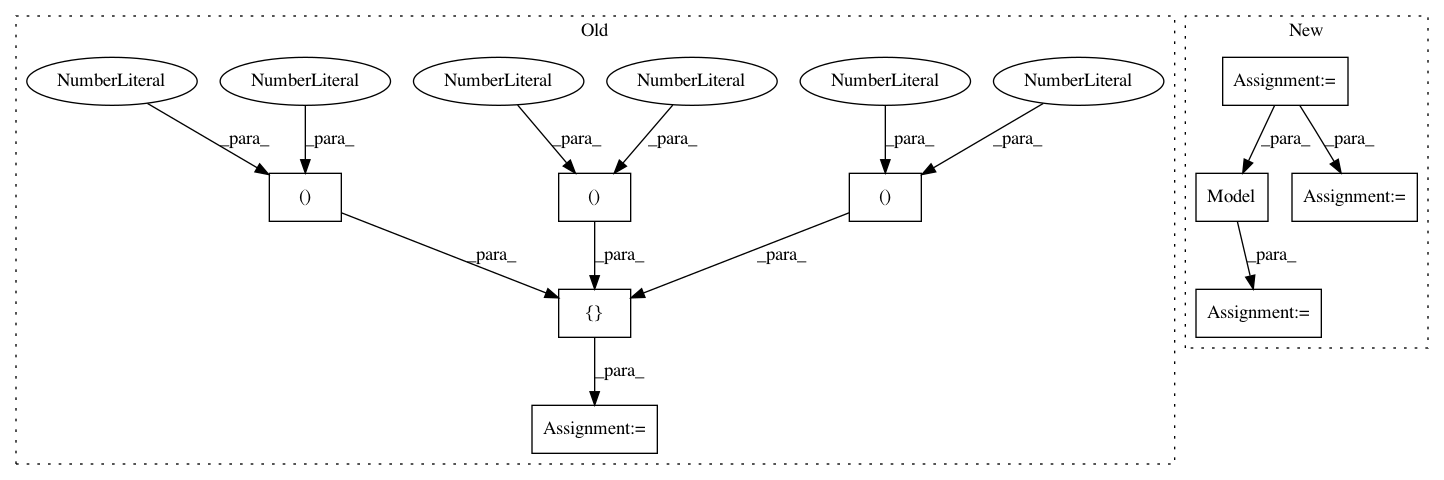 Old
New
NumberLiteral NumberLiteral NumberLiteral NumberLiteral NumberLiteral NumberLiteral Assignment:=
_para_ _para_ _para_ _para_ _para_ _para_ _para_ _para_
() () () Model Assignment:=
_para_ _para_ _para_ _para_
{} Assignment:=
_para_
Assignment:=